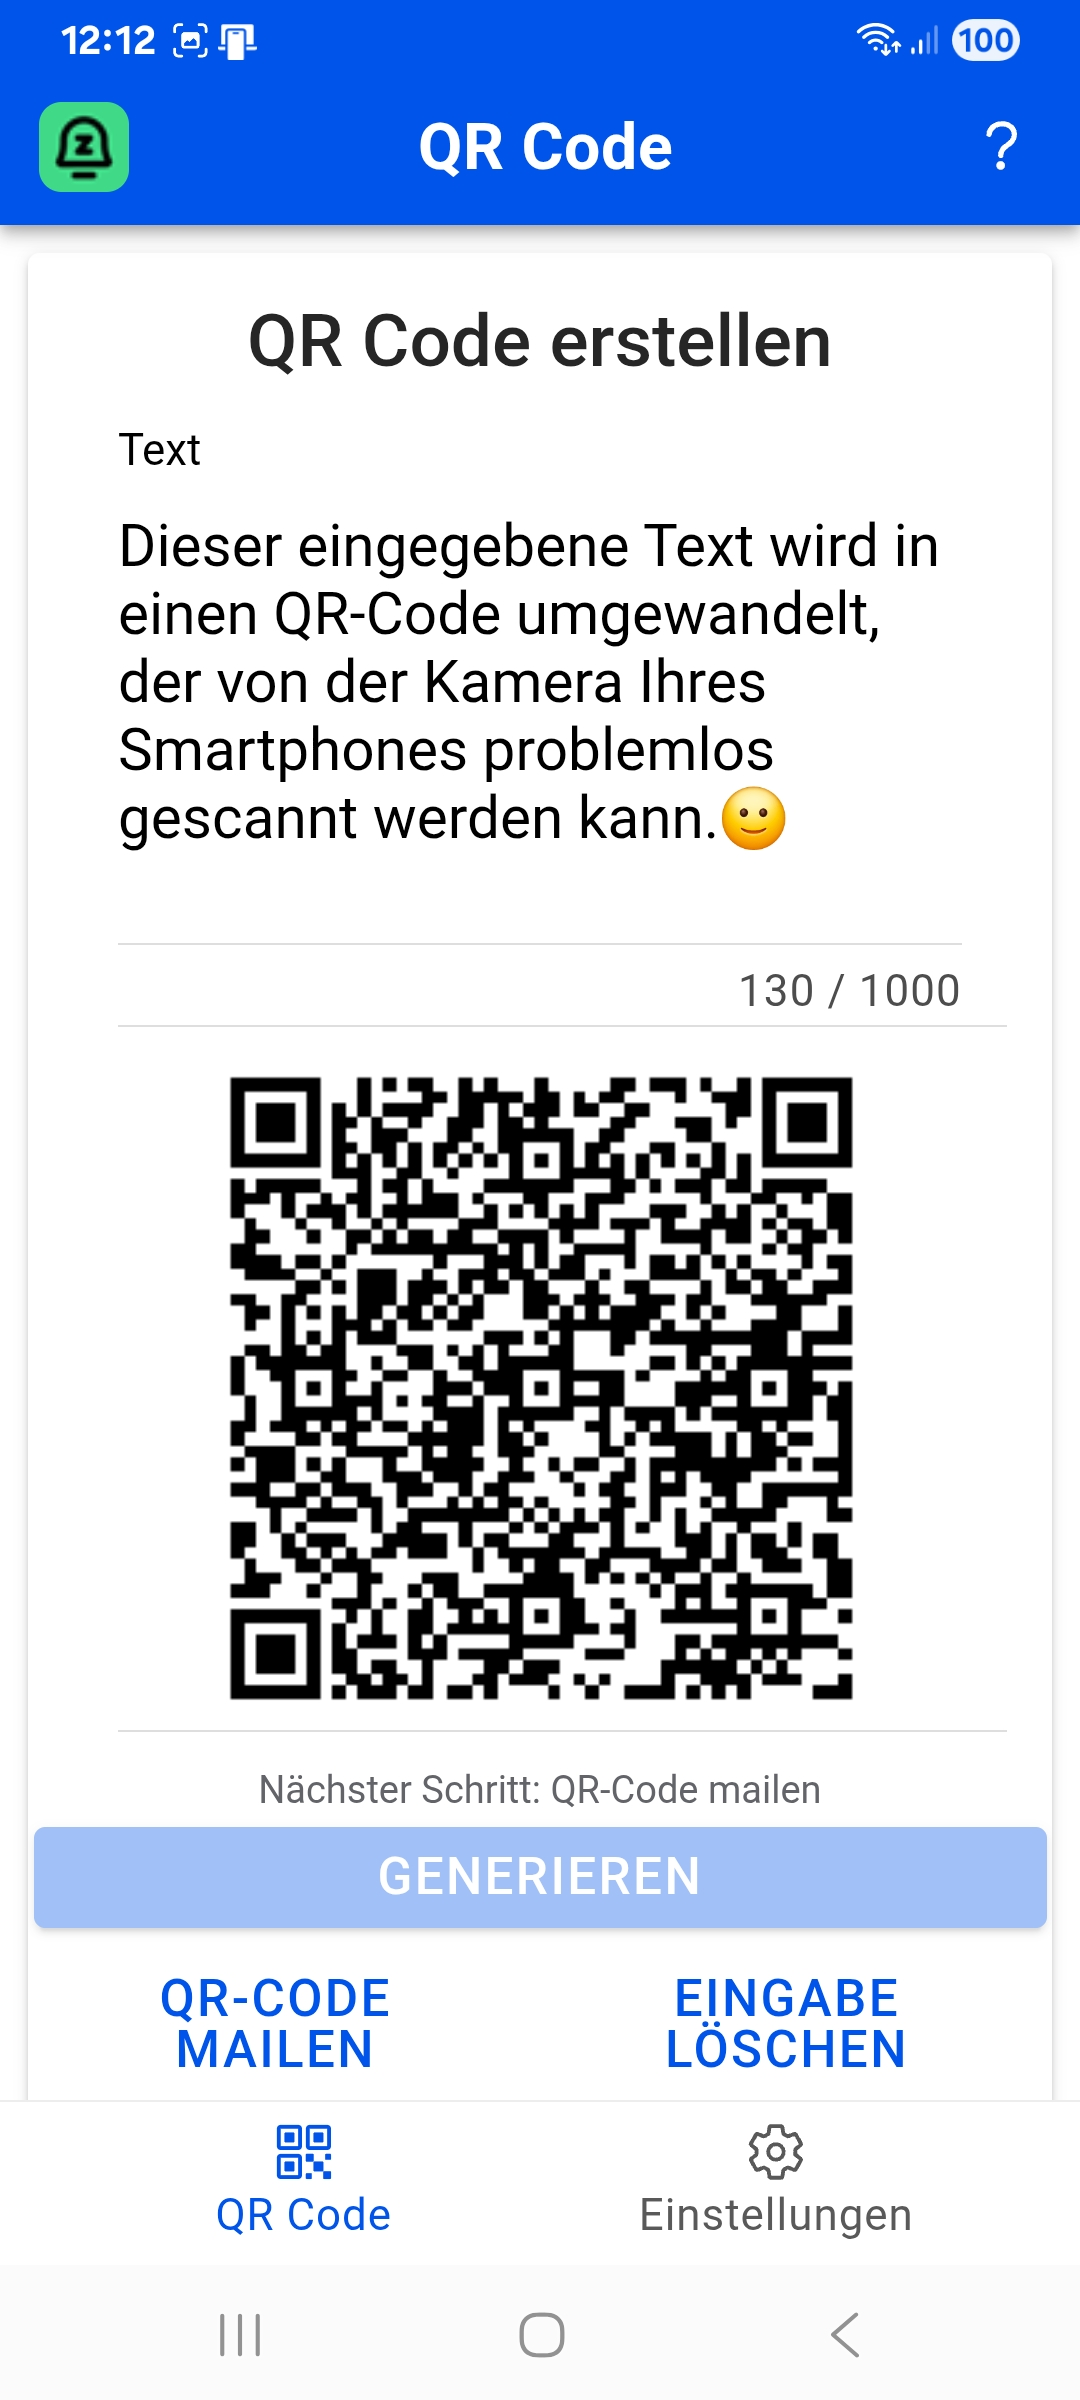 12:12
100
QR Code
?
QR Code erstellen
Text
Dieser eingegebene Text wird in
einen QR-Code umgewandelt,
der von der Kamera Ihres
Smartphones problemlos
gescannt werden kann.🙂
130 / 1000
Nächster Schritt: QR-Code mailen
GENERIEREN
QR-CODE
MAILEN
EINGABE
LÖSCHEN
QR Code
Einstellungen